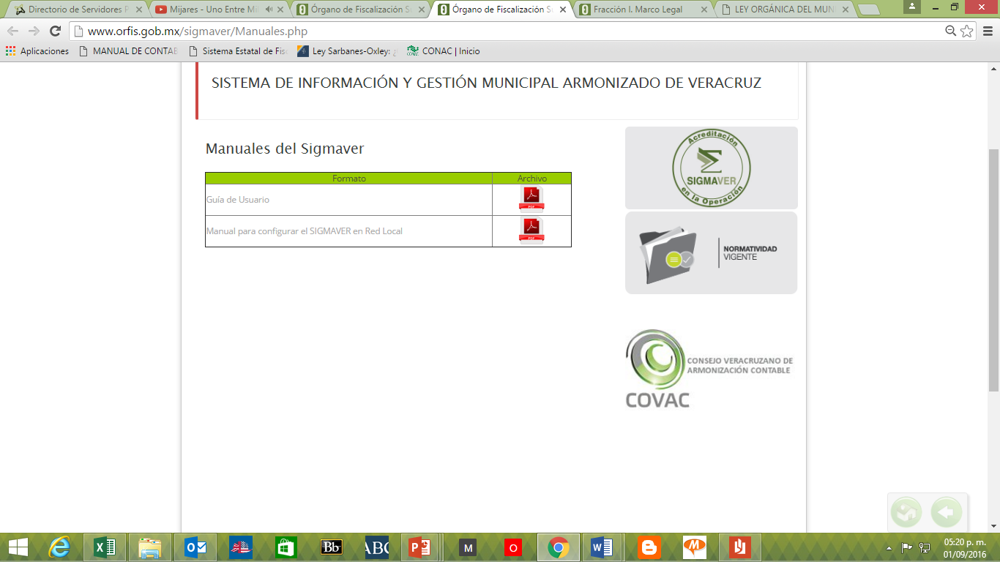 Directorio de Servidores P
Mijares - Uno Entre Mil
Órgano de Fiscalización S
Órgano de Fiscalización S
Fracción I. Marco Legal
LEY ORGÁNICA DEL MUN
www.orfis.gob.mx/sigmaver/Manuales.php
Aplicaciones
MANUAL DE CONTAB
Sistema Estatal de Fis
Ley Sarbanes-Oxley: ¿
CONAC | Inicio
SISTEMA DE INFORMACIÓN Y GESTIÓN MUNICIPAL ARMONIZADO DE VERACRUZ
Manuales del Sigmaver
Formato Archivo
Guía de Usuario
PDF
Manual para configurar el SIGMAVER en Red Local
PDF
Acreditación
SIGMAVER
en la Operación
NORMATIVIDAD
VIGENTE
CONSEJO VERACRUZANO DE
ARMONIZACIÓN CONTABLE
COVAC
Bb
ABC
M
O
05:20 p. m.
01/09/2016